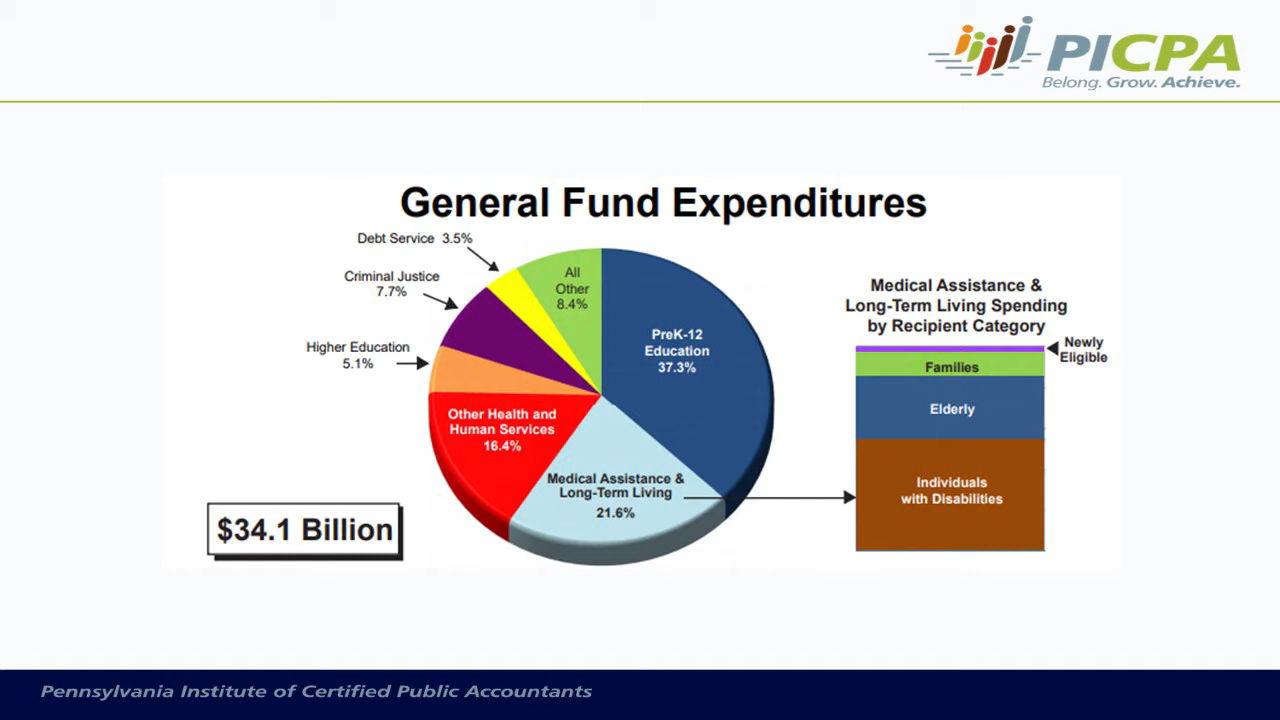 PICPA
Belong. Grow. Achieve.
General Fund Expenditures
Debt Service 3.5%
Criminal Justice
7.7%
Higher Education
5.1%
All
Other
8.4%
PreK-12
Education
37.3%
Other Health and
Human Services
16.4%
Medical Assistance &
Long-Term Living
21.6%
$34.1 Billion
Medical Assistance &
Long-Term Living Spending
by Recipient Category
Newly
Eligible
Families
Elderly
Individuals
with Disabilities
Pennsylvania Institute of Certified Public Accountants